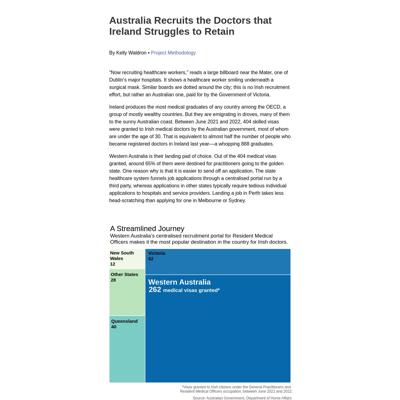 Australia Recruits the Doctors that
Ireland Struggles to Retain
By Kelly Waldron • Project Methodology
"Now recruiting healthcare workers," reads a large billboard near the Mater, one of
Dublin's major hospitals. It shows a healthcare worker smiling underneath a
surgical mask. Similar boards are dotted around the city; this is no Irish recruitment
effort, but rather an Australian one, paid for by the Government of Victoria.
Ireland produces the most medical graduates of any country among the OECD, a
group of mostly wealthy countries. But they are emigrating in droves, many of them
to the sunny Australian coast. Between June 2021 and 2022, 404 skilled visas
were granted to Irish medical doctors by the Australian government, most of whom
are under the age of 30. That is equivalent to almost half of the number of people who
became registered doctors in Ireland last year—a whopping 888 graduates.
Western Australia is their landing pad of choice. Out of the 404 medical visas
granted, around 65% of them were destined for practitioners going to the golden
state. One reason why is that it is easier to send off an application. The state
healthcare system funnels job applications through a centralised portal run by a
third party, whereas applications in other states typically require tedious individual
applications to hospitals and service providers. Landing a job in Perth takes less
head-scratching than applying for one in Melbourne or Sydney.
A Streamlined Journey
Western Australia's centralised recruitment portal for Resident Medical
Officers makes it the most popular destination in the country for Irish doctors.
New South
Wales
12
Victoria
62
Other States
28
Western Australia
262 medical visas granted*
Queensland
40
*Visas granted to Irish citizens under the General Practitioners and
Resident Medical Officers occupation, between June 2021 and 2022
Source: Australian Government, Department of Home Affairs